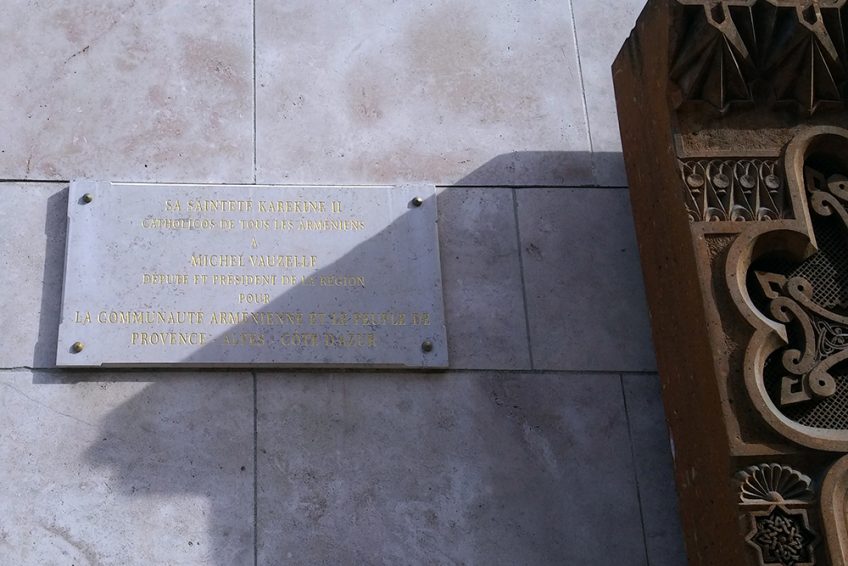 SA SAINTETÉ KAREKINE II
CATHOLICOS DE TOUS LES ARMÉNIENS
A
MICHEL VAUZELLE
DÉPUTÉ ET PRÉSIDENT DE LA RÉGION
POUR
LA COMMUNAUTÉ ARMÉNIENNE ET LE PEUPLE DE
PROVENCE - ALPES - CÔTE D'AZUR